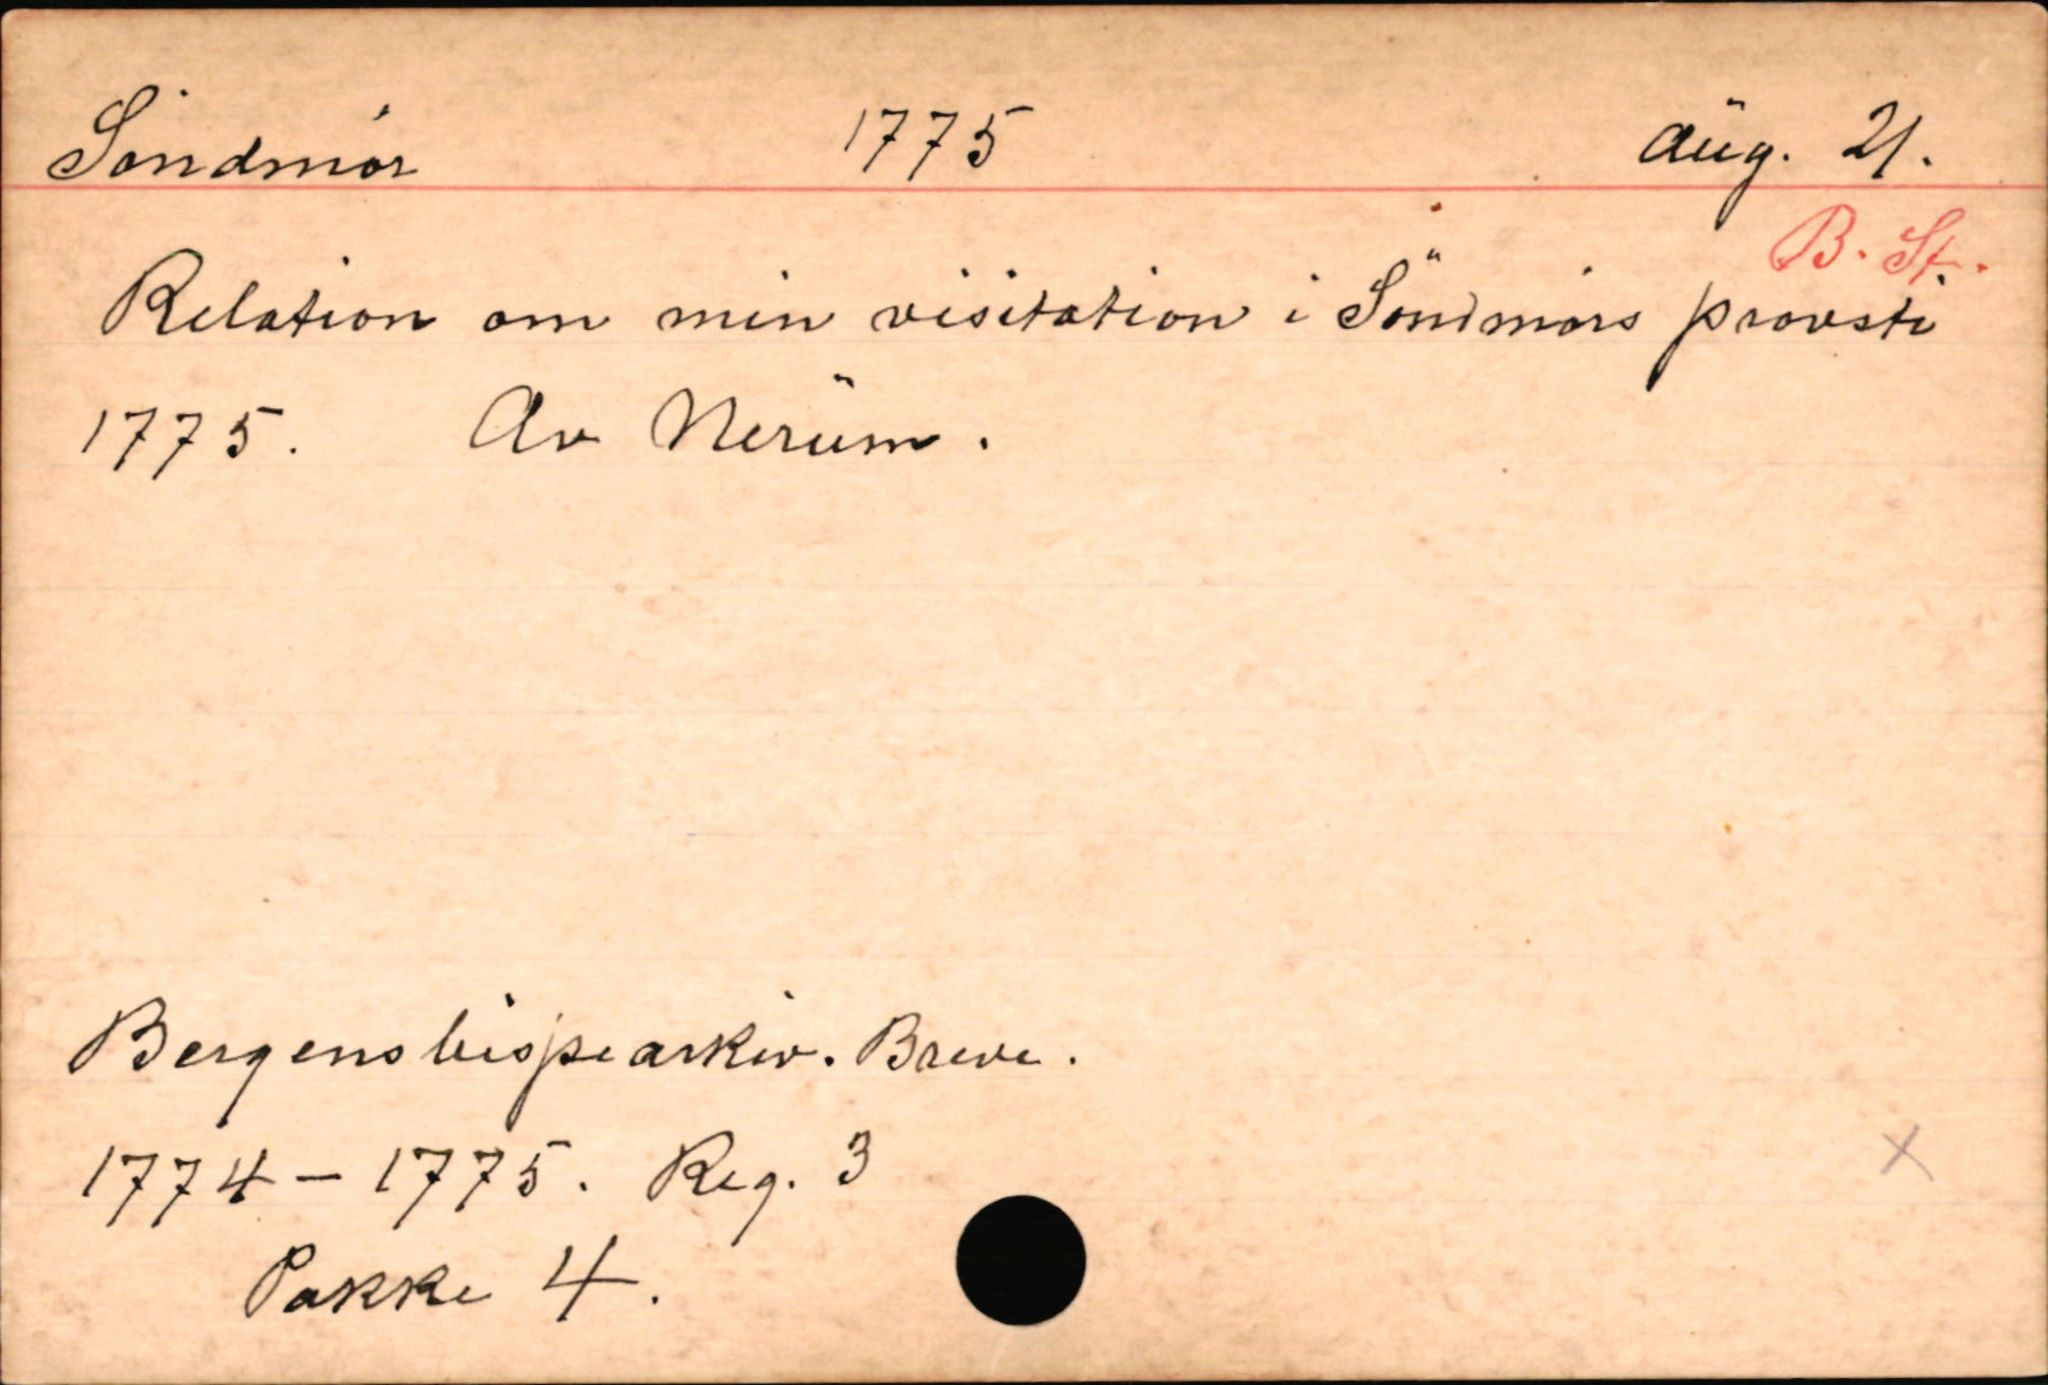 Söndmör 1775 Aug. 21.
B. St.
Relation om min visitation i Söndmörs provsti
1775. Av Nerüm.
Bergens bispearkiv. Breve.
1774-1775. Reg. 3
Pakke 4.
X